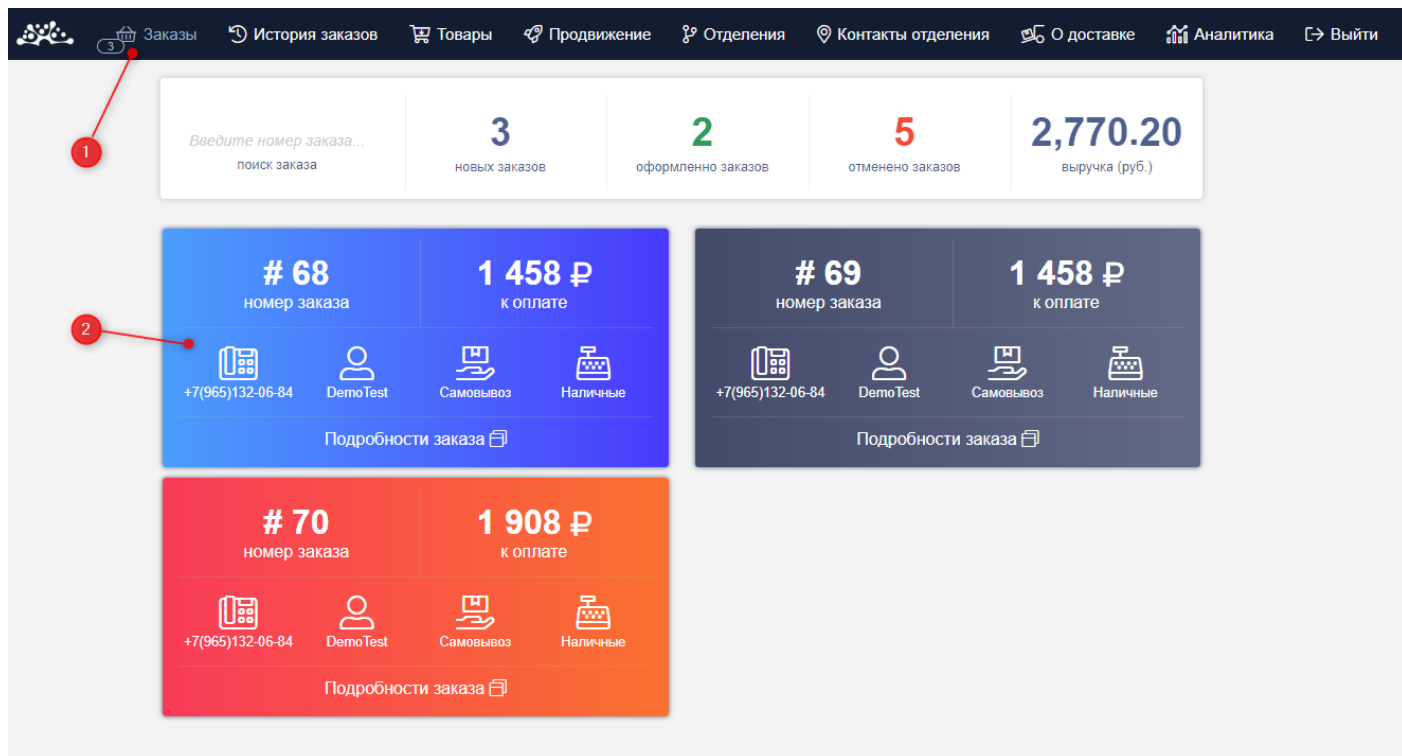 3 Заказы История заказов Товары Продвижение Отделения Контакты отделения О доставке Аналитика Выйти
1
Введите номер заказа...
поиск заказа
3
новых заказов
2
оформленно заказов
5
отменено заказов
2,770.20
выручка (руб.)
# 68
номер заказа
1 458 ₽
к оплате
2
+7(965)132-06-84 DemoTest Самовывоз Наличные
Подробности заказа
# 69
номер заказа
1 458 ₽
к оплате
+7(965)132-06-84 DemoTest Самовывоз Наличные
Подробности заказа
# 70
номер заказа
1 908 ₽
к оплате
+7(965)132-06-84 DemoTest Самовывоз Наличные
Подробности заказа